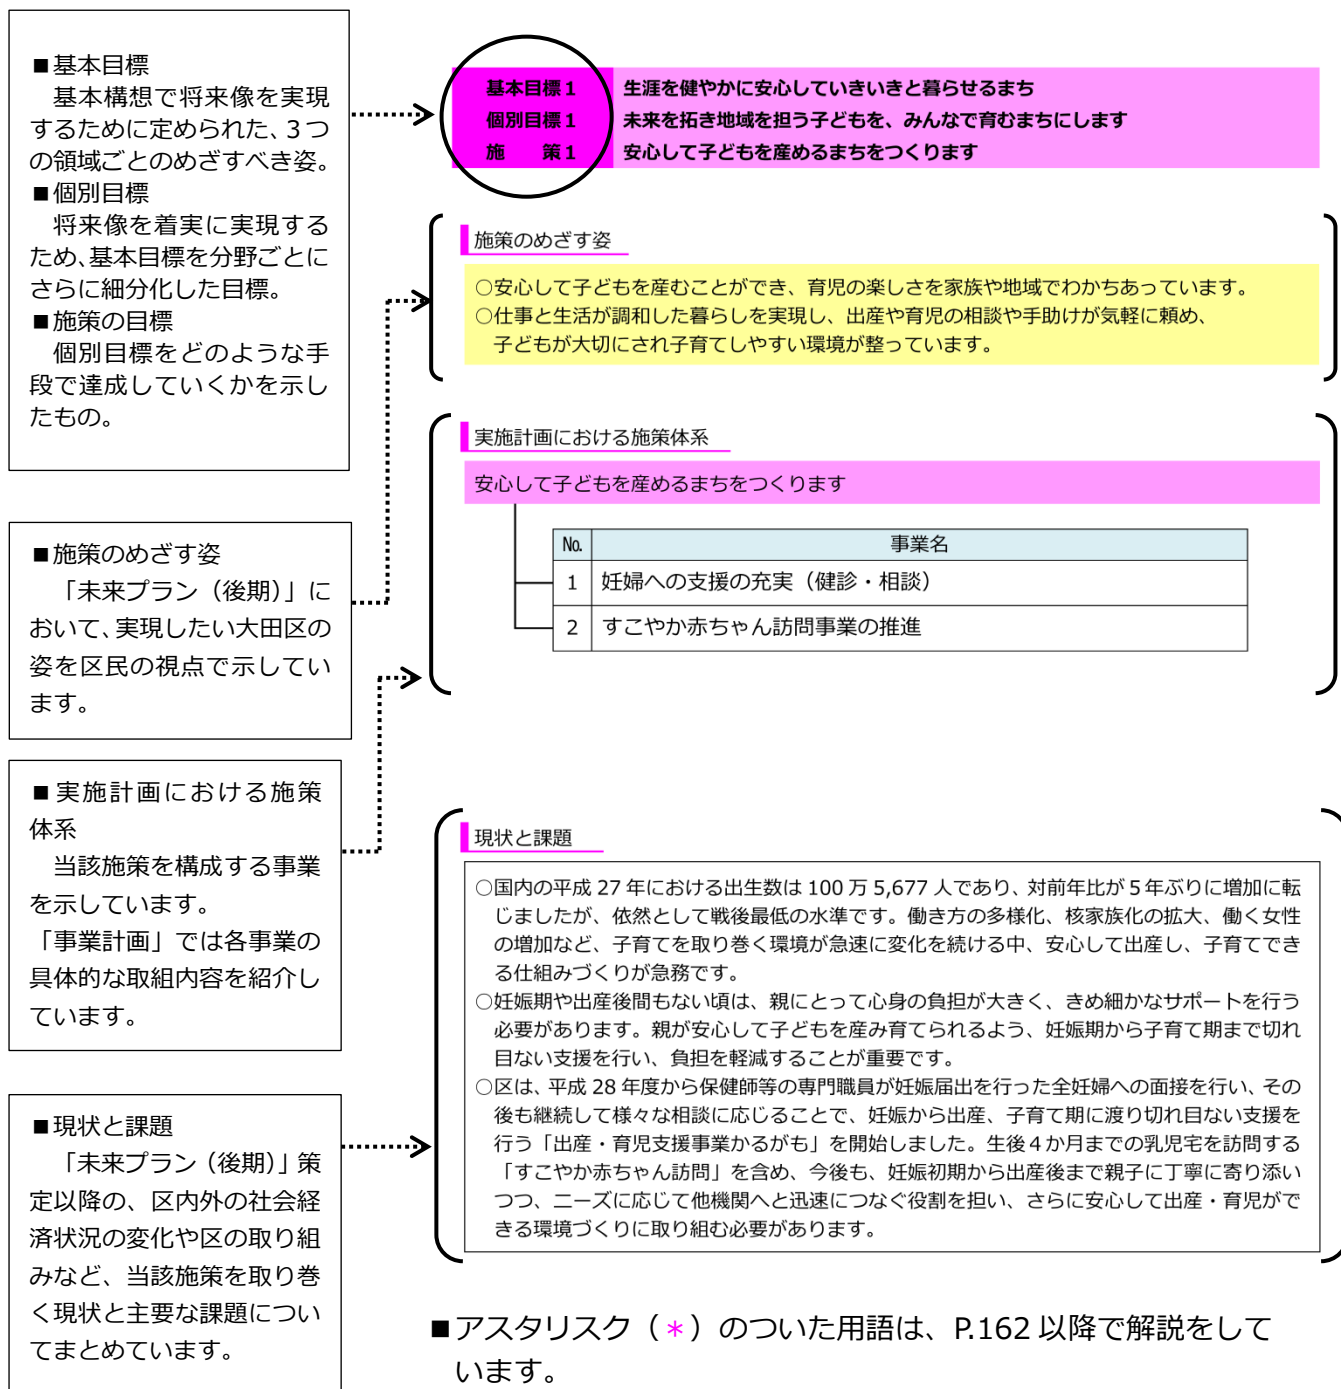 ■基本目標
基本構想で将来像を実現
するために定められた、3つ
の領域ごとのめざすべき姿。
■個別目標
将来像を着実に実現する
ため、基本目標を分野ごとに
さらに細分化した目標。
■施策の目標
個別目標をどのような手
段で達成していくかを示し
たもの。
基本目標1 生涯を健やかに安心していきいきと暮らせるまち
個別目標1 未来を拓き地域を担う子どもを、みんなで育むまちにします
施 策1 安心して子どもを産めるまちをつくります
■施策のめざす姿
「未来プラン（後期）」に
おいて、実現したい大田区の
姿を区民の視点で示してい
ます。
施策のめざす姿
○安心して子どもを産むことができ、育児の楽しさを家族や地域でわかちあっています。
○仕事と生活が調和した暮らしを実現し、出産や育児の相談や手助けが気軽に頼め、
子どもが大切にされ子育てしやすい環境が整っています。
■実施計画における施策
体系
当該施策を構成する事業
を示しています。
「事業計画」では各事業の
具体的な取組内容を紹介し
ています。
実施計画における施策体系
安心して子どもを産めるまちをつくります
No. 事業名
1 妊婦への支援の充実（健診・相談）
2 すこやか赤ちゃん訪問事業の推進
■現状と課題
「未来プラン（後期）」策
定以降の、区内外の社会経
済状況の変化や区の取り組
みなど、当該施策を取り巻
く現状と主要な課題につい
てまとめています。
現状と課題
○国内の平成 27 年における出生数は 100 万 5,677 人であり、対前年比が 5 年ぶりに増加に転
じましたが、依然として戦後最低の水準です。働き方の多様化、核家族化の拡大、働く女性
の増加など、子育てを取り巻く環境が急速に変化を続ける中、安心して出産し、子育てでき
る仕組みづくりが急務です。
○妊娠期や出産後間もない頃は、親にとって心身の負担が大きく、きめ細かなサポートを行う
必要があります。親が安心して子どもを産み育てられるよう、妊娠期から子育て期まで切れ
目ない支援を行い、負担を軽減することが重要です。
○区は、平成 28 年度から保健師等の専門職員が妊娠届出を行った全妊婦への面接を行い、その
後も継続して様々な相談に応じることで、妊娠から出産、子育て期に渡り切れ目ない支援を
行う「出産・育児支援事業かるがも」を開始しました。生後４か月までの乳児宅を訪問する
「すこやか赤ちゃん訪問」を含め、今後も、妊娠初期から出産後まで親子に丁寧に寄り添い
つつ、ニーズに応じて他機関へと迅速につなぐ役割を担い、さらに安心して出産・育児がで
きる環境づくりに取り組む必要があります。
■アスタリスク（＊）のついた用語は、P.162 以降で解説をして
います。